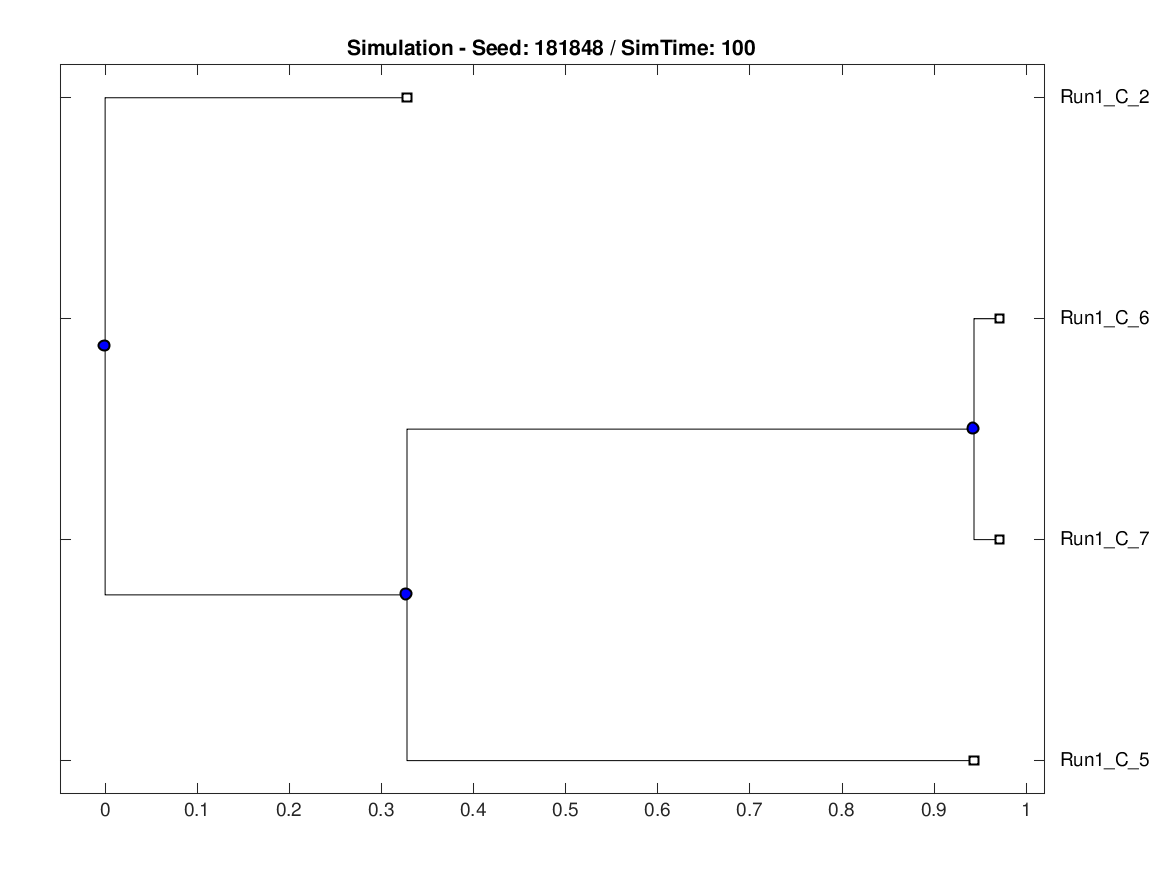 Simulation - Seed: 181848 / SimTime: 100
Run1_C_2
Run1_C_6
Run1_C_7
Run1_C_5
0 0.1 0.2 0.3 0.4 0.5 0.6 0.7 0.8 0.9 1